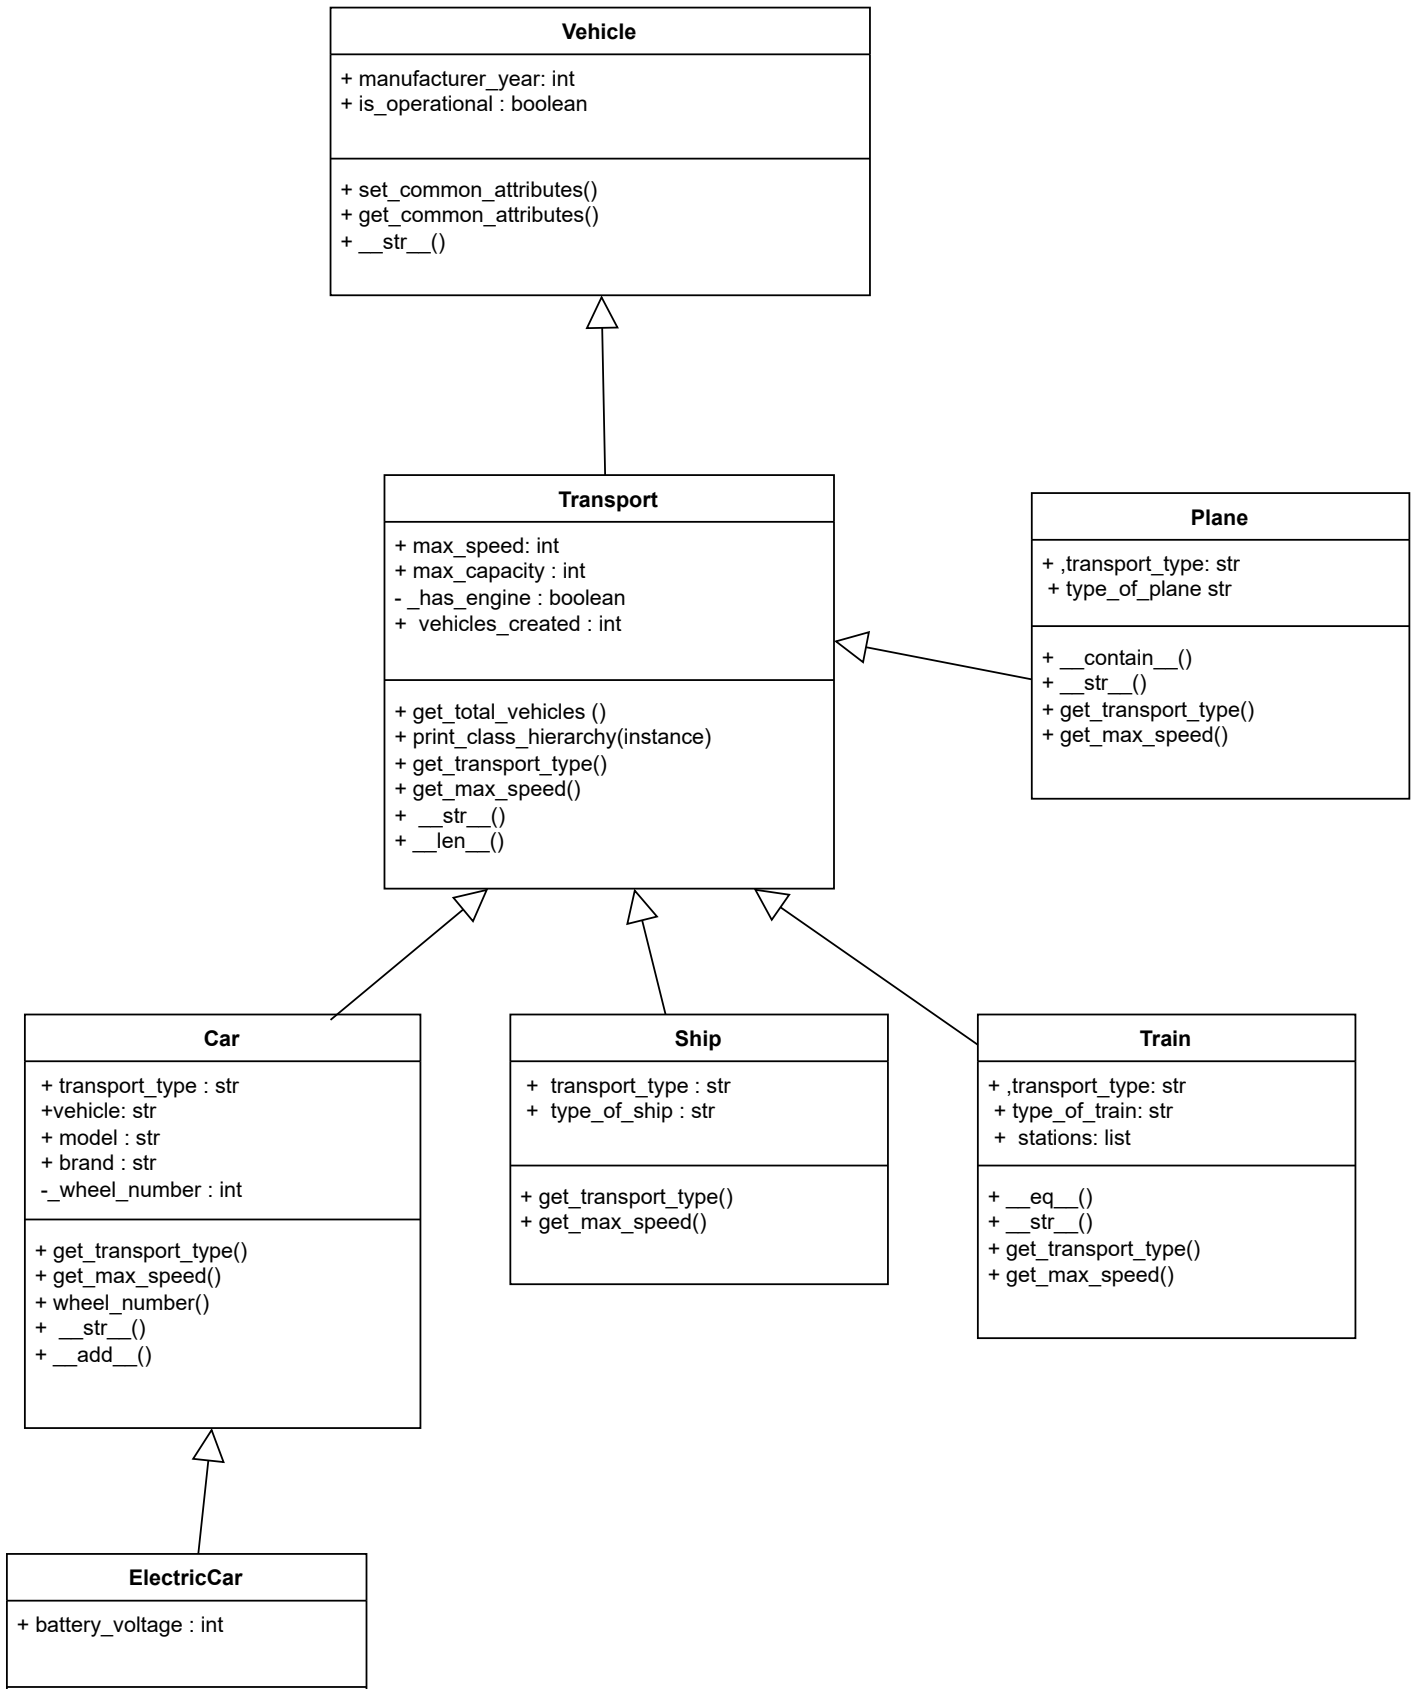 Vehicle
+ manufacturer_year: int
+ is_operational : boolean
+ set_common_attributes()
+ get_common_attributes()
+ __str__()
Transport
+ max_speed: int
+ max_capacity : int
- _has_engine : boolean
+  vehicles_created : int
+ get_total_vehicles ()
+ print_class_hierarchy(instance)
+ get_transport_type()
+ get_max_speed()
+  __str__()
+ __len__()
Plane
+ ,transport_type: str
+ type_of_plane str
+ __contain__()
+ __str__()
+ get_transport_type()
+ get_max_speed()
Car
+ transport_type : str
+vehicle: str
+ model : str
+ brand : str
-_wheel_number : int
+ get_transport_type()
+ get_max_speed()
+ wheel_number()
+  __str__()
+ __add__()
Ship
+  transport_type : str
+  type_of_ship : str
+ get_transport_type()
+ get_max_speed()
Train
+ ,transport_type: str
+ type_of_train: str
+  stations: list
+ __eq__()
+ __str__()
+ get_transport_type()
+ get_max_speed()
ElectricCar
+ battery_voltage : int